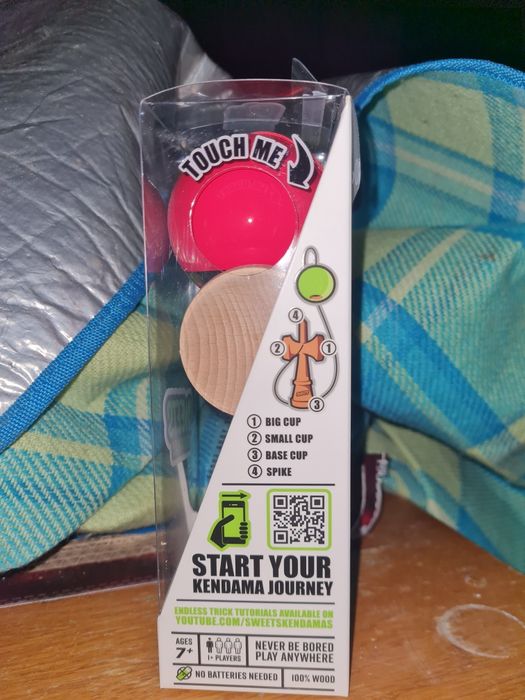 TOUCH ME
4
2
1
3
1 BIG CUP
2 SMALL CUP
3 BASE CUP
4 SPIKE
START YOUR
KENDAMA JOURNEY
ENDLESS TRICK TUTORIALS AVAILABLE ON
YOUTUBE.COM/SWEETSKENDAMAS
AGES
7+
1+ PLAYERS
NEVER BE BORED
PLAY ANYWHERE
NO BATTERIES NEEDED
100% WOOD